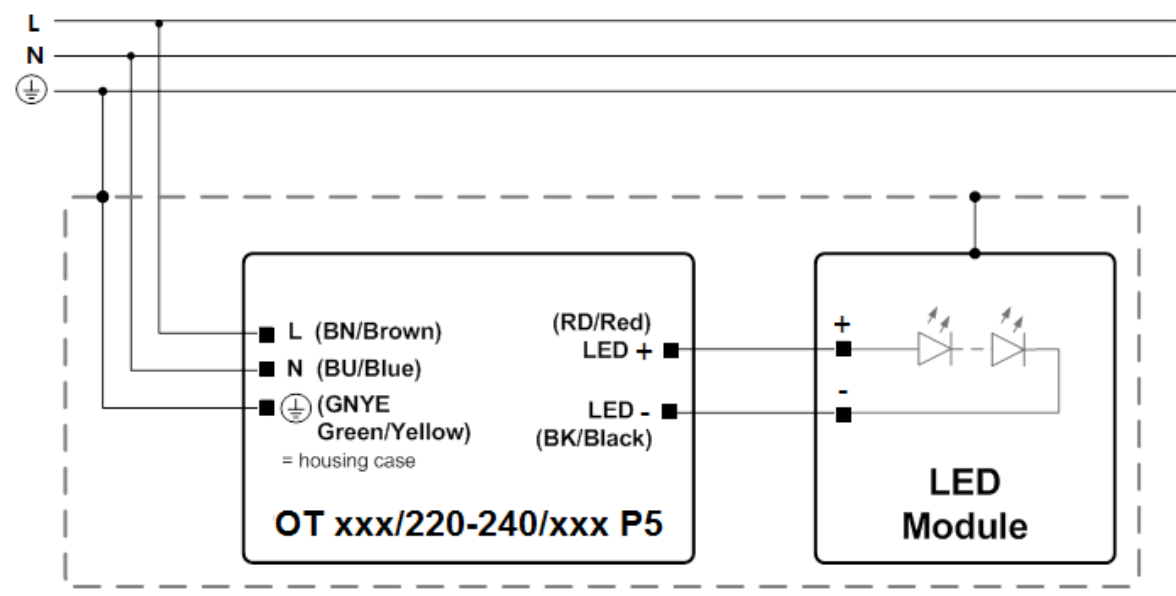 L
N
L (BN/Brown)
N (BU/Blue)
(GNYE
Green/Yellow)
= housing case
(RD/Red)
LED +
LED -
(BK/Black)
OT xxx/220-240/xxx P5
+
-
LED
Module